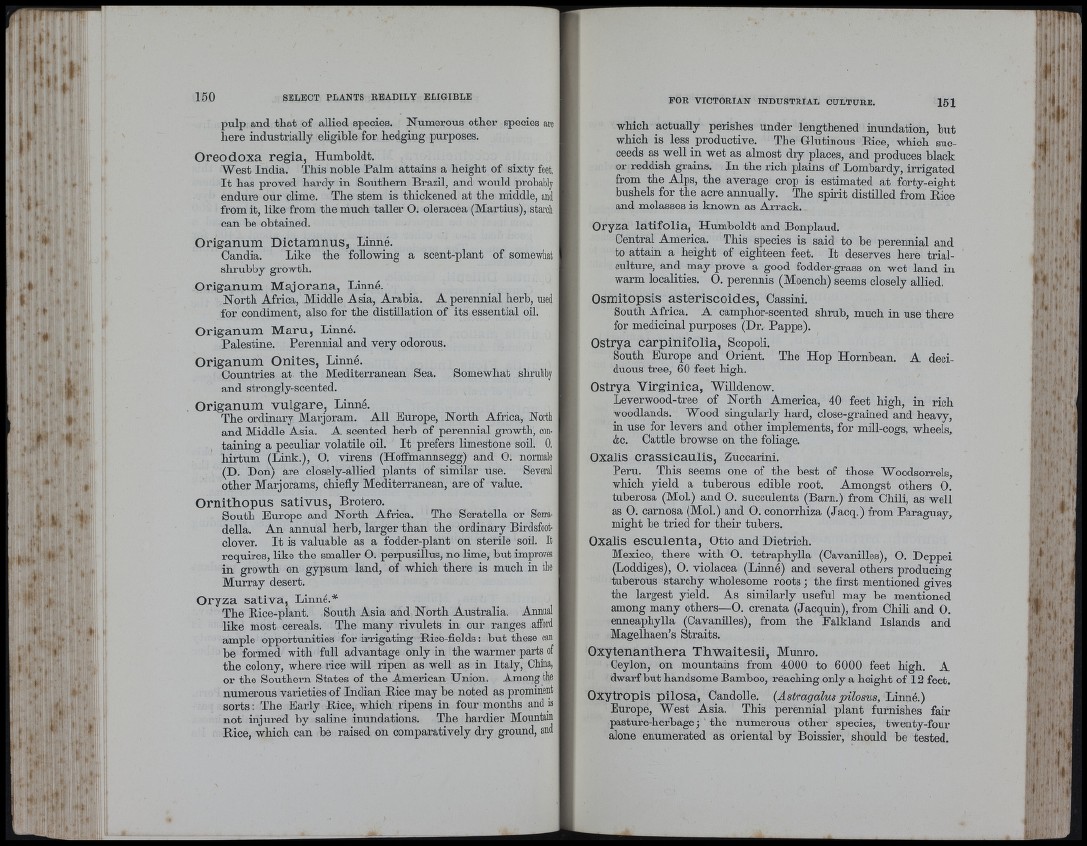 150 SELECT PLANTS READILY ELIGIBLE
pulp and that of allied species. Numerous other species are
here industrially eligible for hedging purposes.
Oreodoxa regia, Humboldt.
West India. This noble Palm attains a height of sixty feet.
It has proved hardy in Southern Brazil, and would probably
endure our clime. The stem is thickened at the middle, and
from it, like from the much taller O. oleracea (Martius), starch
can be obtained.
Origanum Dictamnus, Linné.
Candia. Like the following a scent-plant of somewhat
shrubby growth.
Origanum Majorana, Linné.
North Africa, Middle Asia, Arabia. A perennial herb, used
for condiment, also for the distillation of its essential oil.
Origanum Maru, Linné.
Palestine. Perennial and very odorous.
Origanum Onites, Linné.
Countries at the Mediterranean Sea. Somewhat shrubby
and strongly-scented.
Origanum vulgare, Linné.
The ordinary Marjoram. All Europe, North Africa, North
and Middle Asia. A scented herb of perennial growth, con-
taining a peculiar volatile oil. It prefers limestone soil. O.
hirtum (Link.), O. virens (Hoffmannsegg) and O. normale
(D. Don) are closely-allied plants of similar use. Several
other Marjorams, chiefly Mediterranean, are of value.
Ornithopus sativus, Brotero.
South Europe and North Africa. The Seratella or Serra-
della. An annual herb, larger than the ordinary Birdsfoot-
clover. It is valuable as a fodder-plant on sterile soil. It
requires, like the smaller O. perpusillus, no lime, but improves
in growth on gypsum land, of which there is much in the
Murray desert.
Oryza sativa, Linné.*
The Rice-plant. South Asia and North Australia. Annual
like most cereals. The many rivulets in our ranges afford
ample opportunities for irrigating Rice-fields: but these can
be formed with full advantage only in the warmer parts of
the colony, where rice will ripen as well as in Italy, China,
or the Southern States of the American Union. Among the
numerous varieties of Indian Rice may be noted as prominent
sorts: The Early Rice, which ripens in four months and is
not injured by saline inundations. The hardier Mountain
Rice, which can be raised on comparatively dry ground, and
FOR VICTORIAN INDUSTRIAL CULTURE. 151
which actually perishes under lengthened inundation, but
which is less productive. The Glutinous Rice, which suc-
ceeds as well in wet as almost dry places, and produces black
or reddish grains. In the rich plains of Lombardy, irrigated
from the Alps, the average crop is estimated at forty-eight
bushels for the acre annually. The spirit distilled from Rice
and molasses is known as Arrack.
Oryza latifolia, Humboldt and Bonplaud.
Central America. This species is said to be perennial and
to attain a height of eighteen feet. It deserves here trial-
culture, and may prove a good fodder-grass on wet land in
warm localities. O. perennis (Moench) seems closely allied.
Osmitopsis asteriscoides, Cassini.
South Africa. A camphor-scented shrub, much in use there
for medicinal purposes (Dr. Pappe).
Ostrya carpinifolia, Scopoli.
South Europe and Orient. The Hop Hornbean. A deci-
duous tree, 60 feet high.
Ostrya Virginica, Willdenow.
Leverwood-tree of North America, 40 feet high, in rich
woodlands. Wood singularly hard, close-grained and heavy,
in use for levers and other implements, for mill-cogs, wheels,
&c. Cattle browse on the foliage.
Oxalis crassicaulis, Zuccarini.
Peru. This seems one of the best of those Woodsorrels,
which yield a tuberous edible root. Amongst others O.
tuberosa (Mol.) and O. succulenta (Barn.) from Chili, as well
as O. carnosa (Mol.) and O. conorrhiza (Jacq.) from Paraguay,
might be tried for their tubers.
Oxalis esculenta, Otto and Dietrich.
Mexico, there with O. tetraphylla (Cavanilles), O. Deppei
(Loddiges), O. violacea (Linné) and several others producing
tuberous starchy wholesome roots; the first mentioned gives
the largest yield. As similarly useful may be mentioned
among many others—O. crenata (Jacquin), from Chili and O.
enneaphylla (Cavanilles), from the Falkland Islands and
Magelhaen's Straits.
Oxytenanthera Thwaitesii, Munro.
Ceylon, on mountains from 4000 to 6000 feet high. A
dwarf but handsome Bamboo, reaching only a height of 12 feet.
Oxytropis pilosa, Candolle. (Astragalus pilosus, Linné.)
Europe, West Asia. This perennial plant furnishes fair
pasture-herbage; the numerous other species, twenty-four
alone enumerated as oriental by Boissier, should be tested.